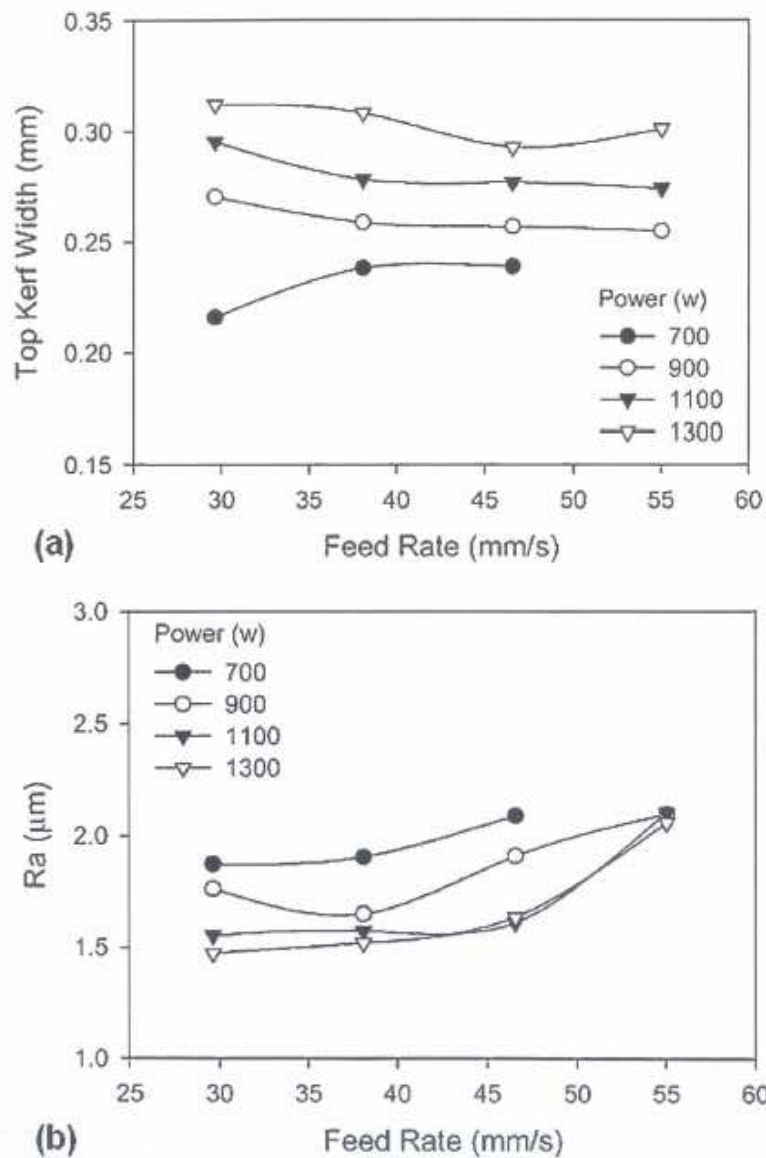 0.35
0.30
0.25
0.20
0.15
Top Kerf Width (mm)
Power (w)
700
900
1100
1300
25 30 35 40 45 50 55 60
(a) Feed Rate (mm/s)
3.0
2.5
2.0
1.5
1.0
Ra (μm)
Power (w)
700
900
1100
1300
25 30 35 40 45 50 55 60
(b) Feed Rate (mm/s)